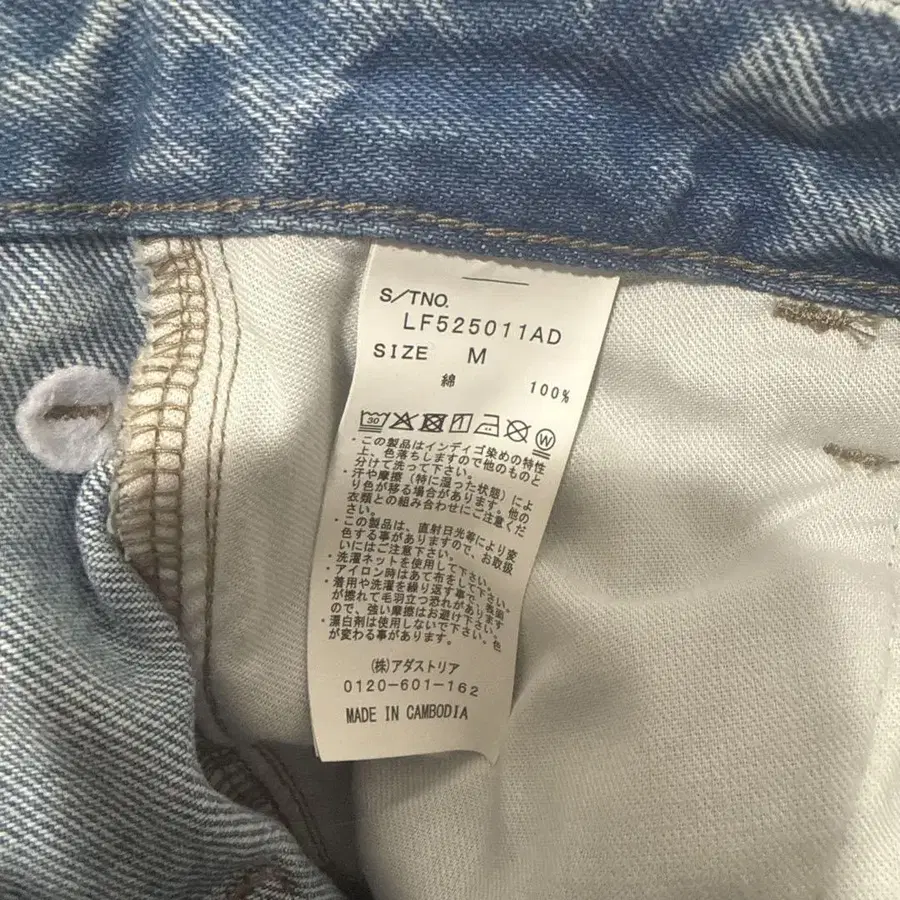 S/TNO.
LF525011AD
SIZE M
綿 100%
30 W
・この製品はインディゴ染めの特性
上、色落ちしますので他のものと
分けて洗って下さい。
・汗や摩擦（特に湿った状態）によ
り色が移る場合があります。他の
衣類との組み合わせにご注意くだ
さい。
・この製品は、直射日光等により変
色する事がありますので、お取扱
いにはご注意下さい。
・洗濯ネットを使用して下さい。
・アイロン時はあて布をして下さい。
・着用や洗濯を繰り返す事で、表面
が擦れて毛羽立つ恐れがあります
ので、強い摩擦はお避け下さい。
・漂白剤は使用しないで下さい。色
が変わる事があります。
(株)アダストリア
0120-601-162
MADE IN CAMBODIA